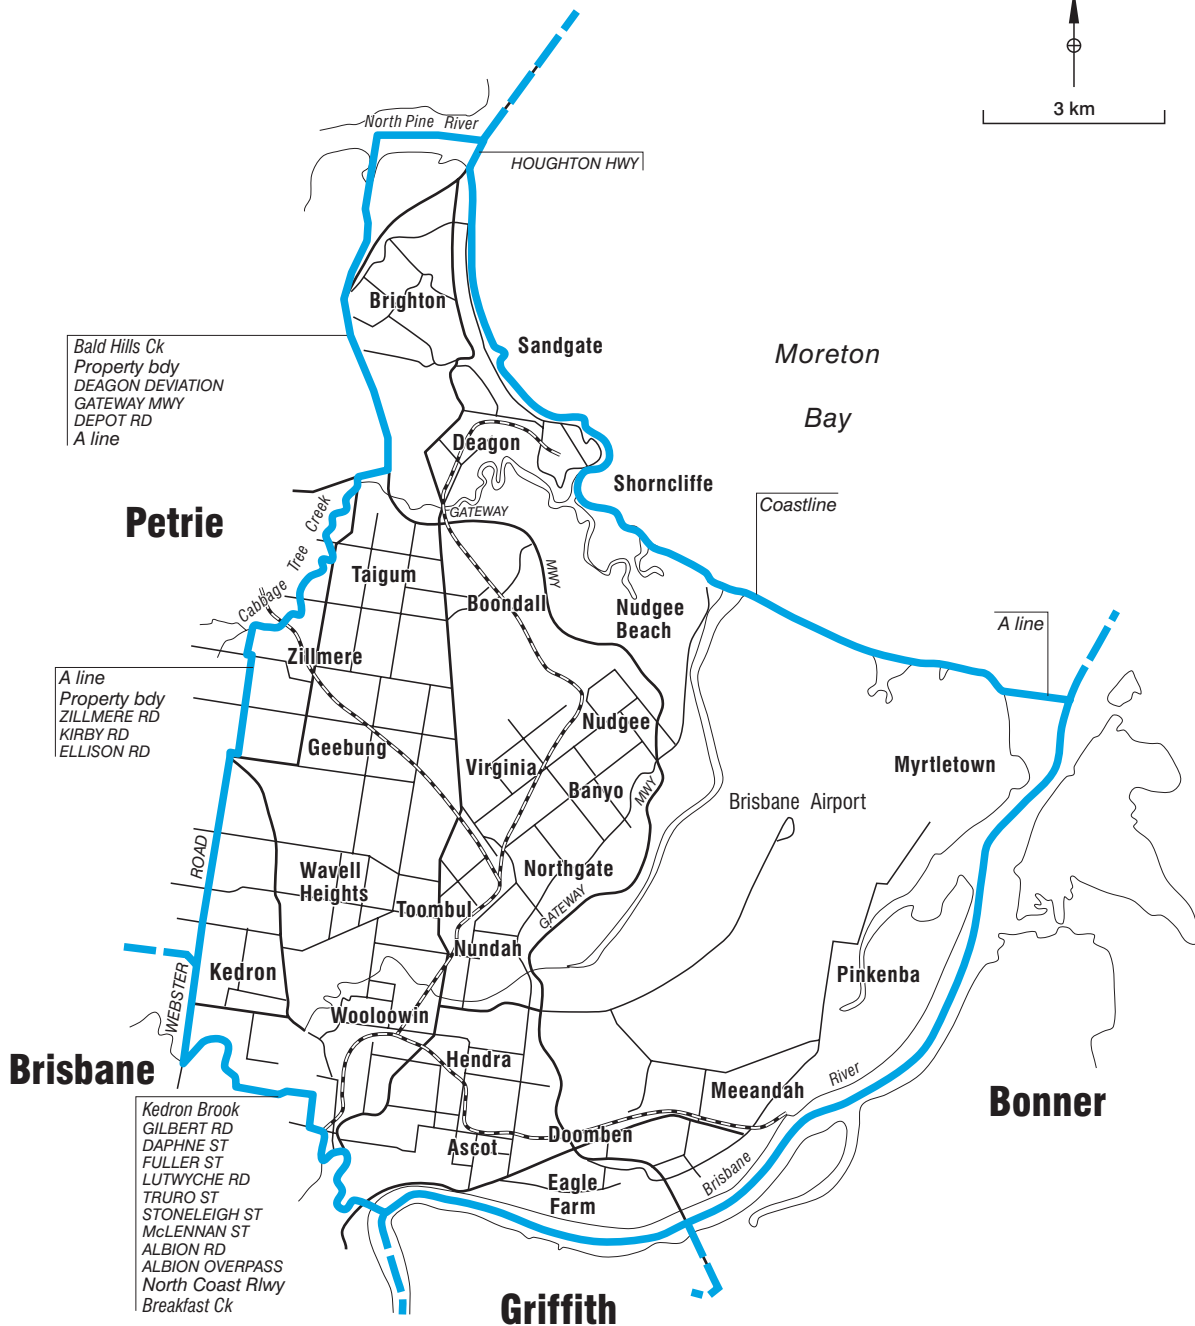 3 km
North Pine River
HOUGHTON HWY
Brighton
Sandgate
Moreton
Bay
Bald Hills Ck
Property bdy
DEAGON DEVIATION
GATEWAY MWY
DEPOT RD
A line
Deagon
Shorncliffe
Coastline
Petrie
GATEWAY
MWY
Cabbage Tree Creek
Taigum
Boondall
Nudgee
Beach
A line
Zillmere
A line
Property bdy
ZILLMERE RD
KIRBY RD
ELLISON RD
Geebung
Nudgee
Virginia
Banyo
MWY
Myrtletown
Brisbane Airport
ROAD
Wavell
Heights
Northgate
Toombul
GATEWAY
Nundah
Kedron
Pinkenba
WEBSTER
Wooloowin
Hendra
Brisbane
Meeandah
River
Bonner
Kedron Brook
GILBERT RD
DAPHNE ST
FULLER ST
LUTWYCHE RD
TRURO ST
STONELEIGH ST
McLENNAN ST
ALBION RD
ALBION OVERPASS
North Coast Rlwy
Breakfast Ck
Doomben
Ascot
Brisbane
Eagle
Farm
Griffith